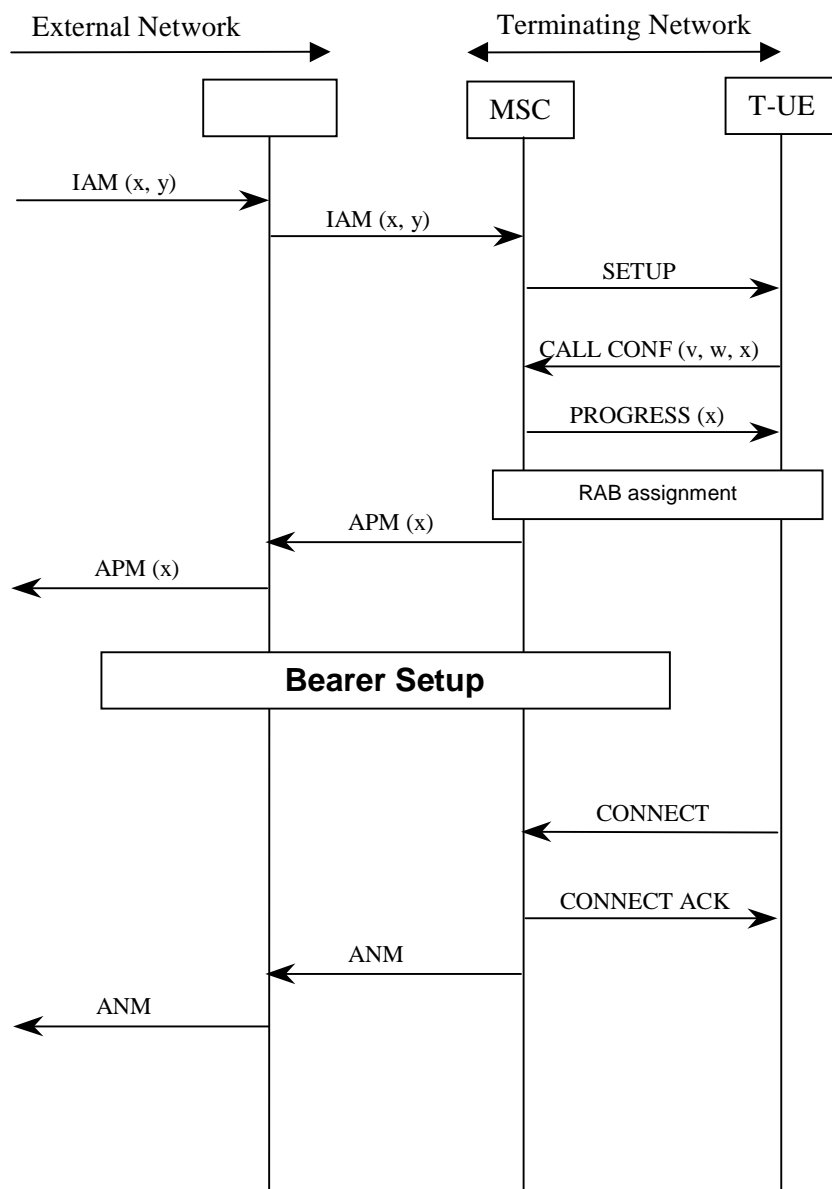 External Network
Terminating Network
MSC
T-UE
IAM (x, y)
IAM (x, y)
SETUP
CALL CONF (v, w, x)
PROGRESS (x)
RAB assignment
APM (x)
APM (x)
Bearer Setup
CONNECT
CONNECT ACK
ANM
ANM